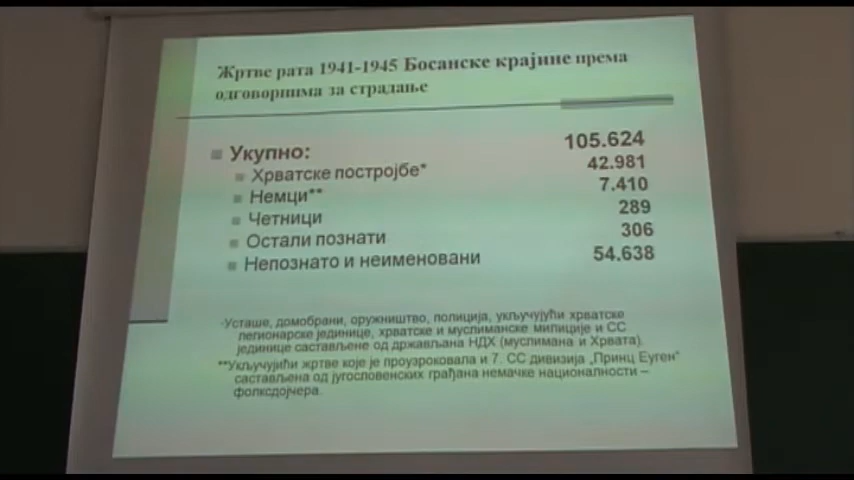 Жртве рата 1941-1945 Босанске крајине према
одговорнима за страдање
Укупно: 105.624
Хрватске постројбе* 42.981
Немци** 7.410
Четници 289
Остали познати 306
Непознато и неименовани 54.638
-Усташе, домобрани, оружништво, полиција, укључујући хрватске
легионарске јединице, хрватске и муслиманске милиције и СС
јединице састављене од држављана НДХ (муслимана и Хрвата).
**Укључујући жртве које је проузроковала и 7. СС дивизија „Принц Еуген“
састављена од југословенских грађана немачке националности –
фолксдојчера.